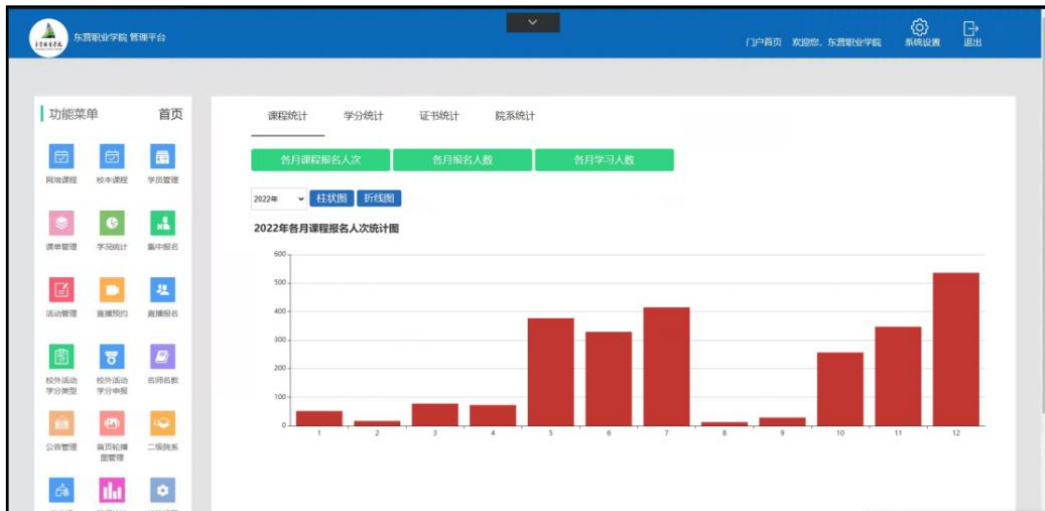 东营职业学院 管理平台
门户首页 欢迎您，东营职业学院
系统设置
退出
功能菜单
首页
网培课程
校本课程
学员管理
课单管理
学况统计
集中报名
活动管理
直播预约
直播报名
校外活动
学分类型
校外活动
学分申报
名师名教
公告管理
首页轮播
图管理
二级院系
课程统计 学分统计 证书统计 院系统计
各月课程报名人次 各月报名人数 各月学习人数
2022年 柱状图 折线图
2022年各月课程报名人次统计图
600
500
400
300
200
100
0
1 2 3 4 5 6 7 8 9 10 11 12